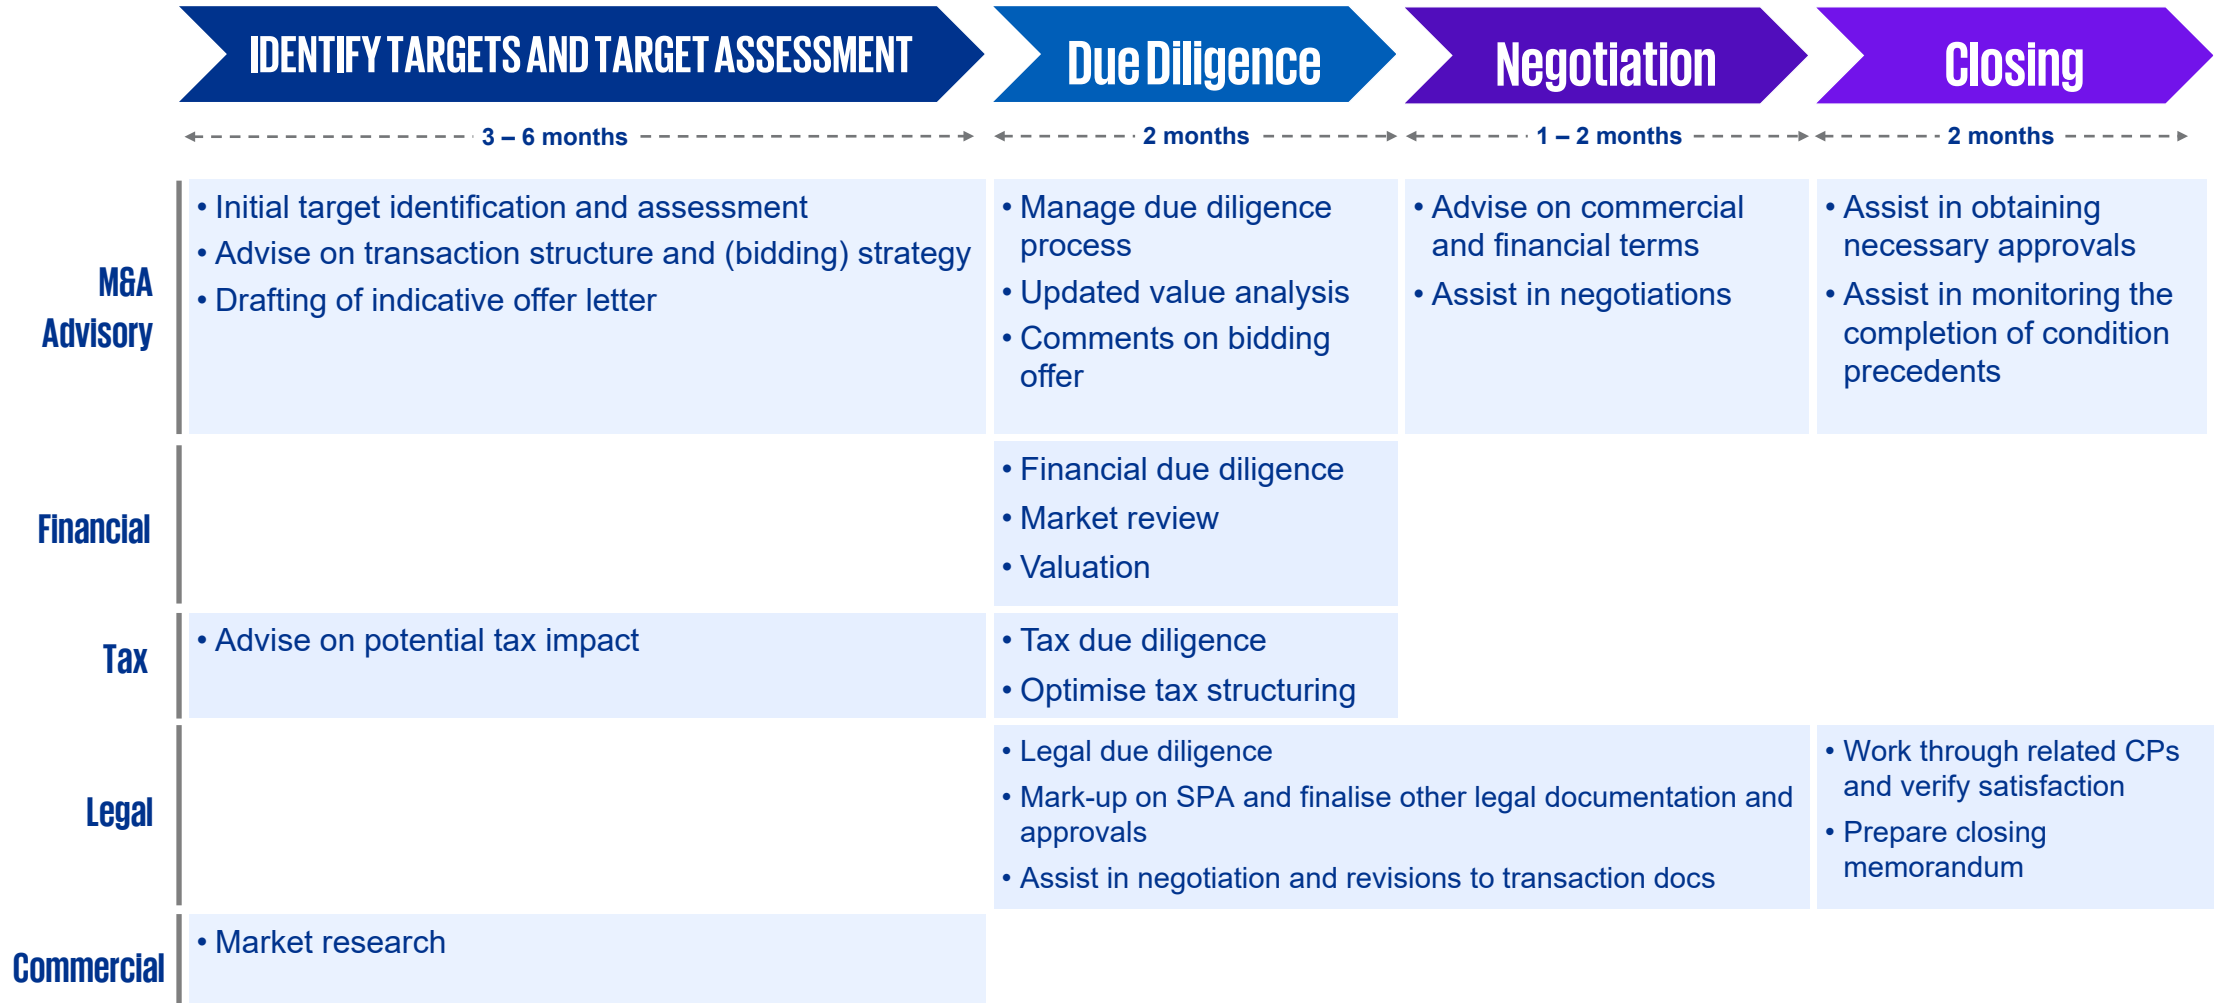 IDENTIFY TARGETS AND TARGET ASSESSMENT
Due Diligence
Negotiation
Closing
3 – 6 months
2 months
1 – 2 months
2 months
M&A
Advisory
• Initial target identification and assessment
• Advise on transaction structure and (bidding) strategy
• Drafting of indicative offer letter
• Manage due diligence
process
• Updated value analysis
• Comments on bidding
offer
• Advise on commercial
and financial terms
• Assist in negotiations
• Assist in obtaining
necessary approvals
• Assist in monitoring the
completion of condition
precedents
Financial
• Financial due diligence
• Market review
• Valuation
Tax
• Advise on potential tax impact
• Tax due diligence
• Optimise tax structuring
Legal
• Legal due diligence
• Mark-up on SPA and finalise other legal documentation and
approvals
• Assist in negotiation and revisions to transaction docs
• Work through related CPs
and verify satisfaction
• Prepare closing
memorandum
Commercial
• Market research